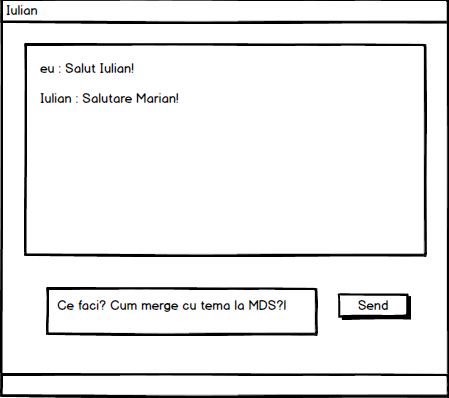 Iulian
eu : Salut Iulian!
Iulian : Salutare Marian!
Ce faci? Cum merge cu tema la MDS?|
Send